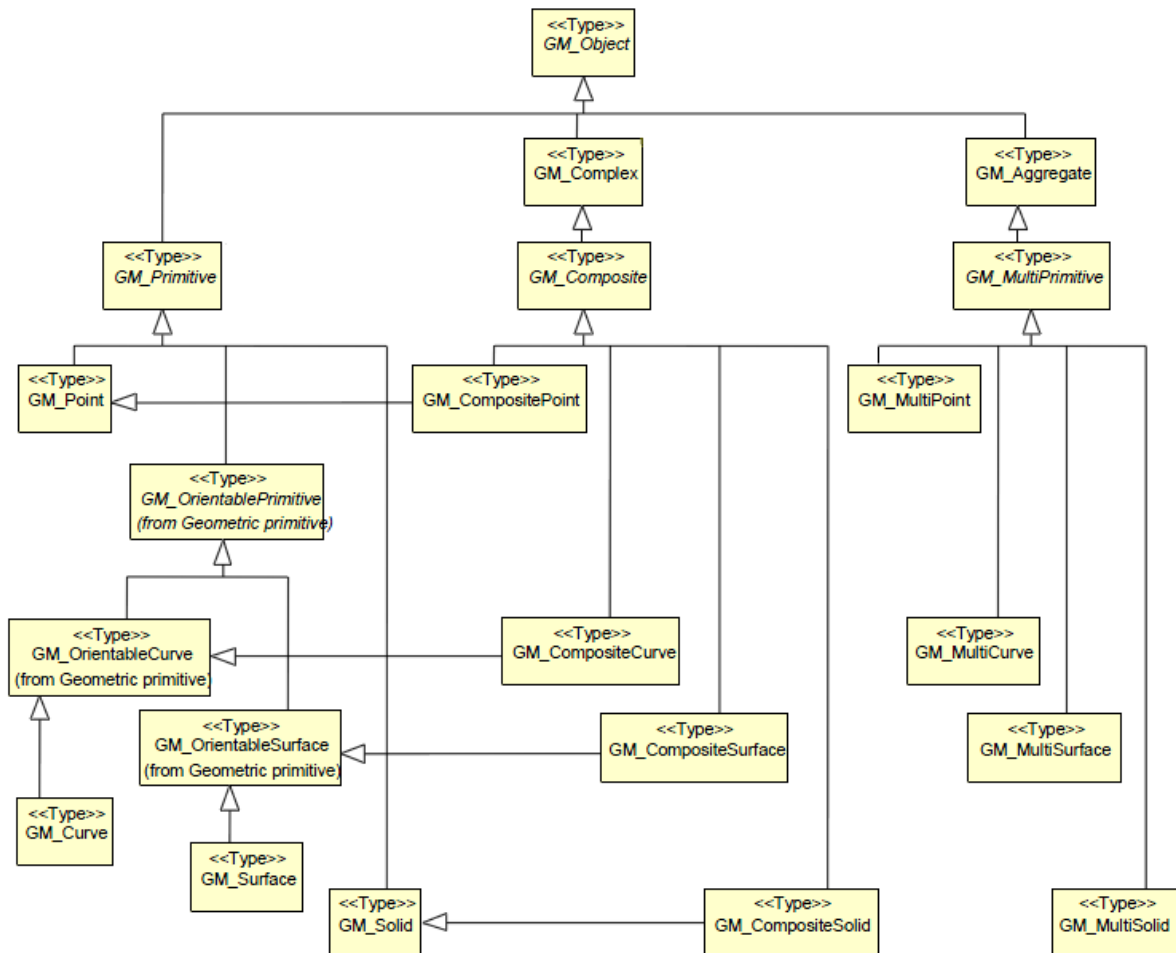 <<Type>>
GM_Object
<<Type>>
GM_Complex
<<Type>>
GM_Aggregate
<<Type>>
GM_Primitive
<<Type>>
GM_Composite
<<Type>>
GM_MultiPrimitive
<<Type>>
GM_Point
<<Type>>
GM_CompositePoint
<<Type>>
GM_MultiPoint
<<Type>>
GM_OrientablePrimitive
(from Geometric primitive)
<<Type>>
GM_OrientableCurve
(from Geometric primitive)
<<Type>>
GM_CompositeCurve
<<Type>>
GM_MultiCurve
<<Type>>
GM_OrientableSurface
(from Geometric primitive)
<<Type>>
GM_CompositeSurface
<<Type>>
GM_MultiSurface
<<Type>>
GM_Curve
<<Type>>
GM_Surface
<<Type>>
GM_Solid
<<Type>>
GM_CompositeSolid
<<Type>>
GM_MultiSolid